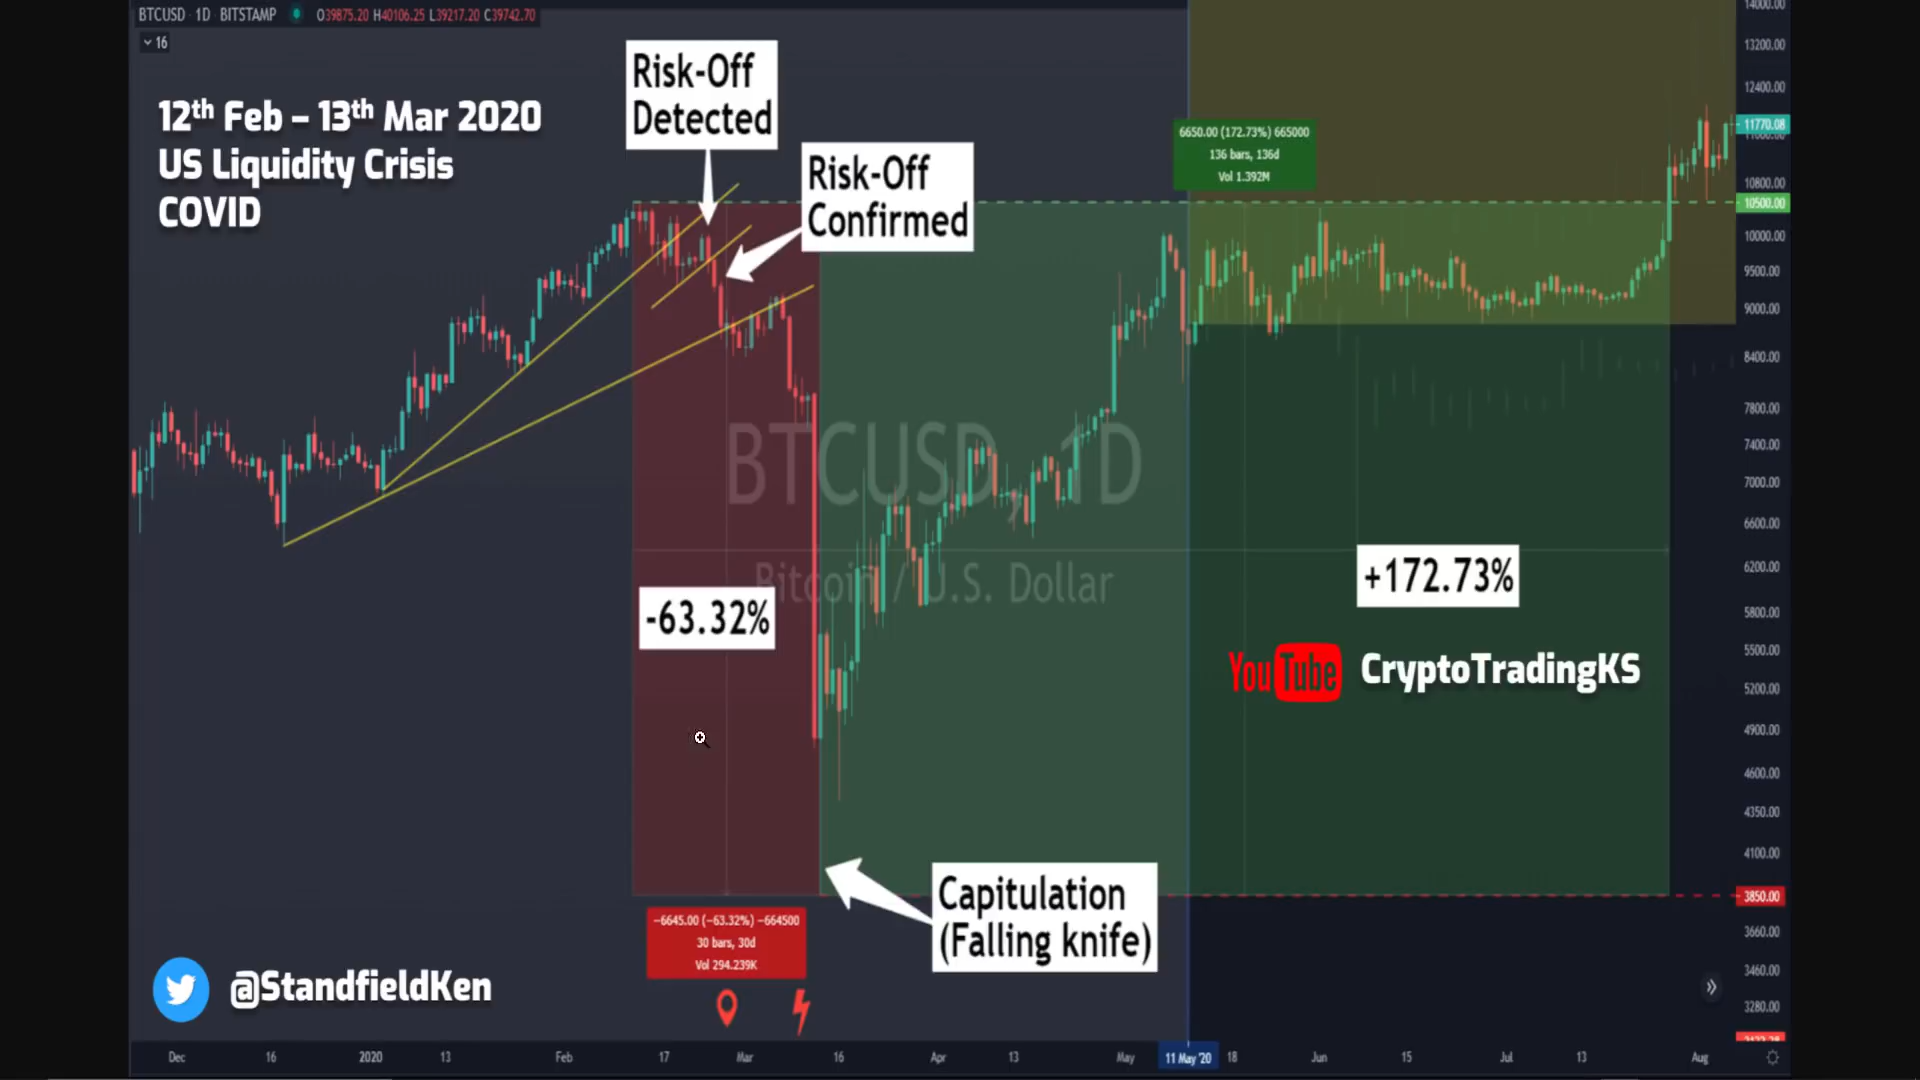 BTCUSD · 1D · BITSTAMP O39875.20 H40106.25 L39217.20 C39742.70
16
12th Feb – 13th Mar 2020
US Liquidity Crisis
COVID
Risk-Off
Detected
Risk-Off
Confirmed
6650.00 (172.73%) 665000
136 bars, 136d
Vol 1.392M
BTCUSD, 1D
Bitcoin / U.S. Dollar
-63.32%
+172.73%
YouTube CryptoTradingKS
Capitulation
(Falling knife)
−6645.00 (−63.32%) −664500
30 bars, 30d
Vol 294.239K
@StandfieldKen
14000.00
13200.00
12400.00
11770.08
10800.00
10500.00
10000.00
9500.00
9000.00
8400.00
7800.00
7400.00
7000.00
6600.00
6200.00
5800.00
5500.00
5200.00
4900.00
4600.00
4350.00
4100.00
3850.00
3660.00
3460.00
3280.00
Dec 16 2020 13 Feb 17 Mar 16 Apr 13 May 11 May '20 18 Jun 15 Jul 13 Aug